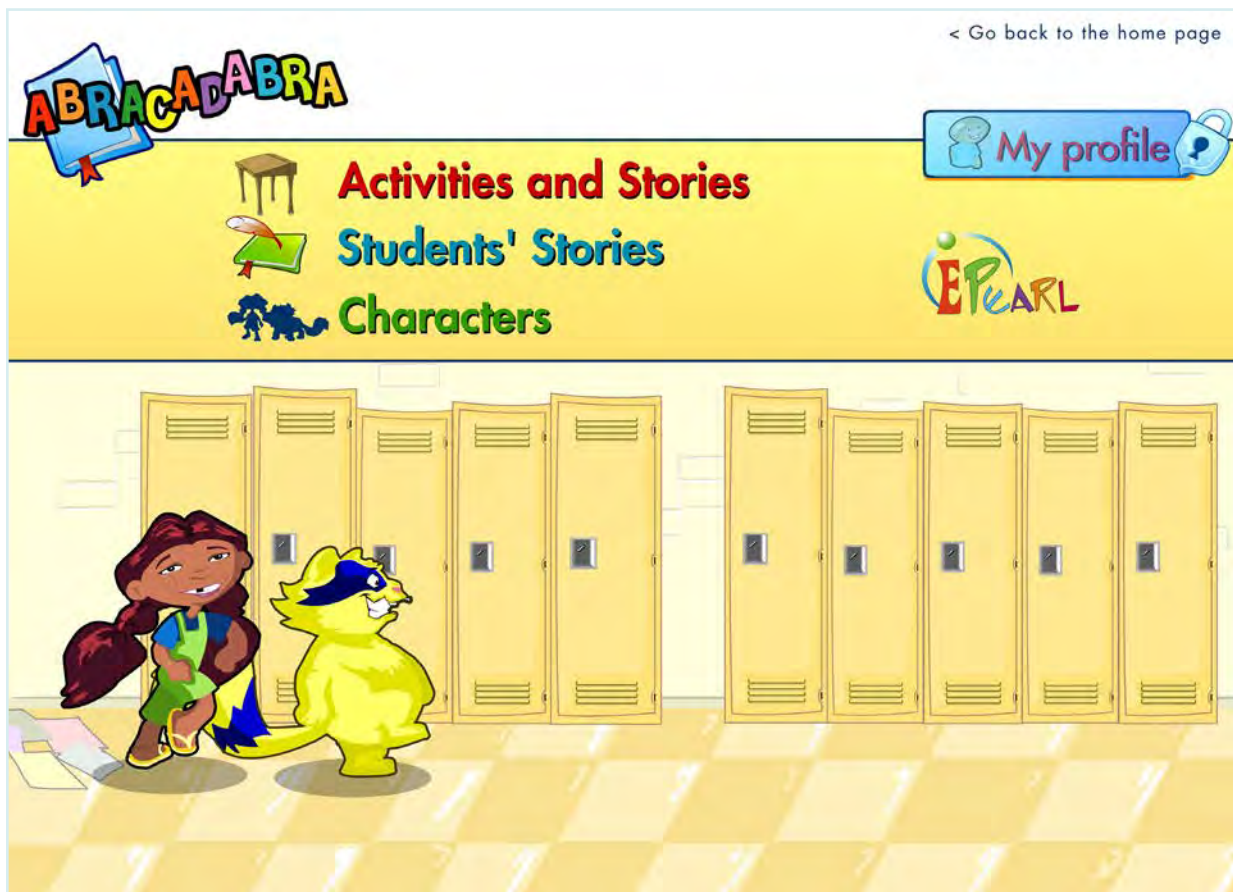 < Go back to the home page
ABRACADABRA
My profile
Activities and Stories
Students' Stories
Characters
EPEARL